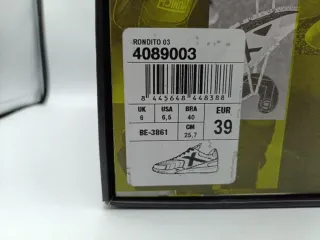 RONDITO 03
4089003
8 445648 448388
UK USA BRA EUR
6 6,5 40 39
BE-3861 CM
25,7